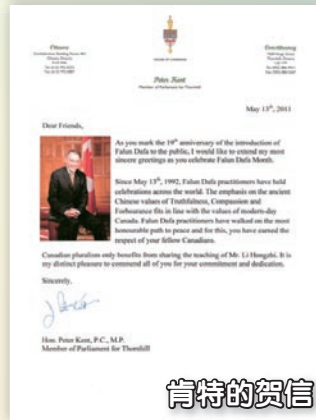 Ottawa
Constituency
HOUSE OF COMMONS
Peter Kent
Member of Parliament for Thornhill
May 13th, 2011
Dear Friends,
As you mark the 19th anniversary of the introduction of
Falun Dafa to the public, I would like to extend my most
sincere greetings as you celebrate Falun Dafa Month.
Since May 13th, 1992, Falun Dafa practitioners have held
celebrations across the world. The emphasis on the ancient
Chinese values of Truthfulness, Compassion and
Forbearance fits in line with the values of modern-day
Canada. Falun Dafa practitioners have walked on the most
honourable path to peace and for this, you have earned the
respect of your fellow Canadians.
Canadian pluralism only benefits from sharing the teaching of Mr. Li Hongzhi. It is
my distinct pleasure to commend all of you for your commitment and dedication.
Sincerely,
Hon. Peter Kent, P.C., M.P.
Member of Parliament for Thornhill
肯特的贺信